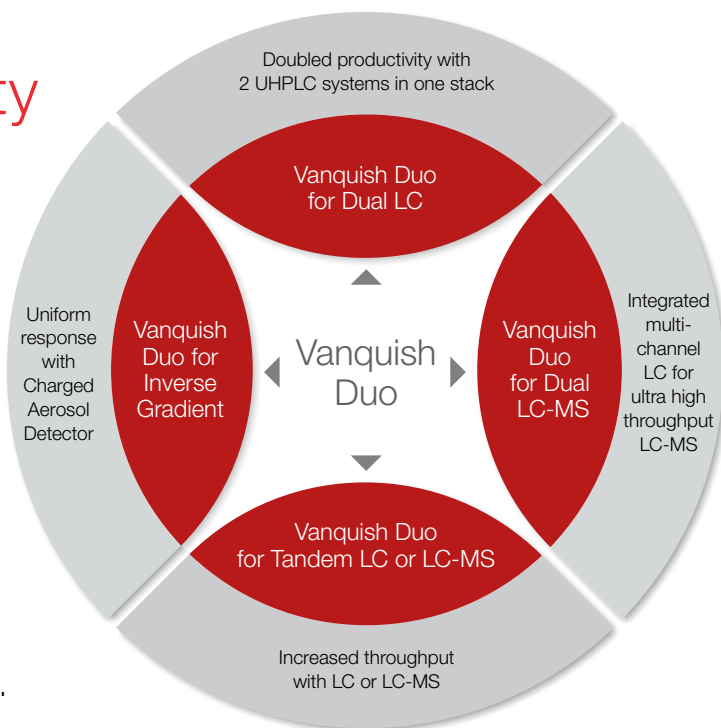 ty
Doubled productivity with
2 UHPLC systems in one stack
Vanquish Duo
for Dual LC
Uniform
response
with
Charged
Aerosol
Detector
Vanquish
Duo for
Inverse
Gradient
Vanquish
Duo
Vanquish
Duo
for Dual
LC-MS
Integrated
multi-
channel
LC for
ultra high
throughput
LC-MS
Vanquish Duo
for Tandem LC or LC-MS
Increased throughput
with LC or LC-MS